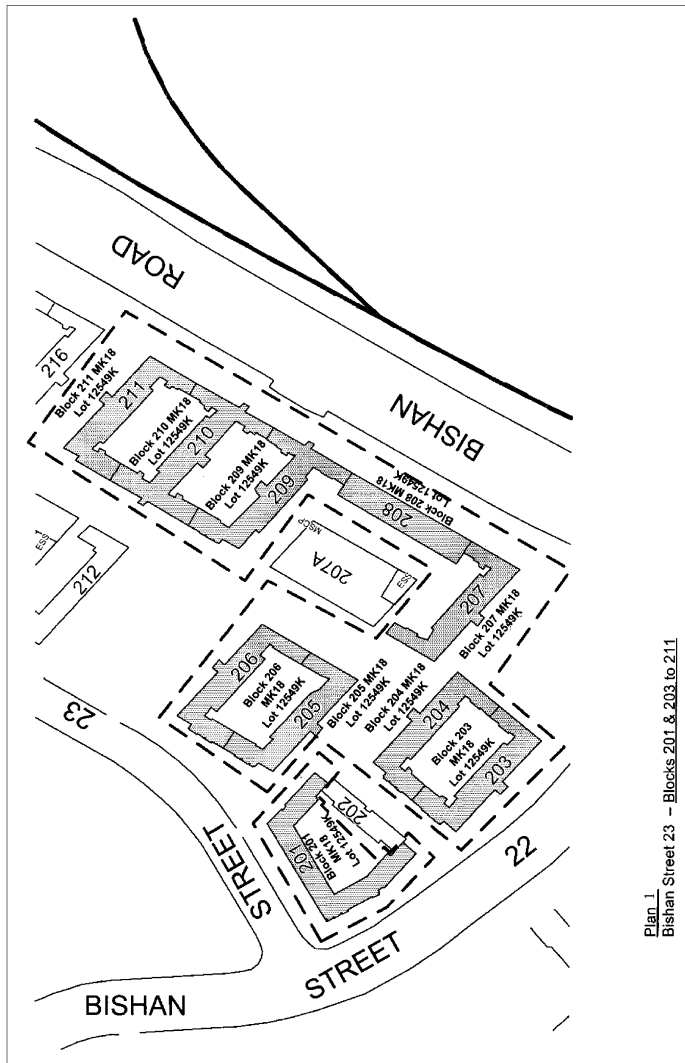 ROAD
BISHAN
216
Block 211 MK18
Lot 12549K
211
Block 210 MK18
Lot 12549K
210
Block 209 MK18
Lot 12549K
209
Block 208 MK18
Lot 12549K
208
MSCP
207A
ESS
207
Block 207 MK18
Lot 12549K
ESS
212
206
Block 206
MK18
Lot 12549K
205
Block 205 MK18
Lot 12549K
Block 204 MK18
Lot 12549K
204
Block 203
MK18
Lot 12549K
203
202
Block 201
MK18
Lot 12549K
201
BISHAN
STREET
23
STREET
22
Plan 1
Bishan Street 23 – Blocks 201 & 203 to 211